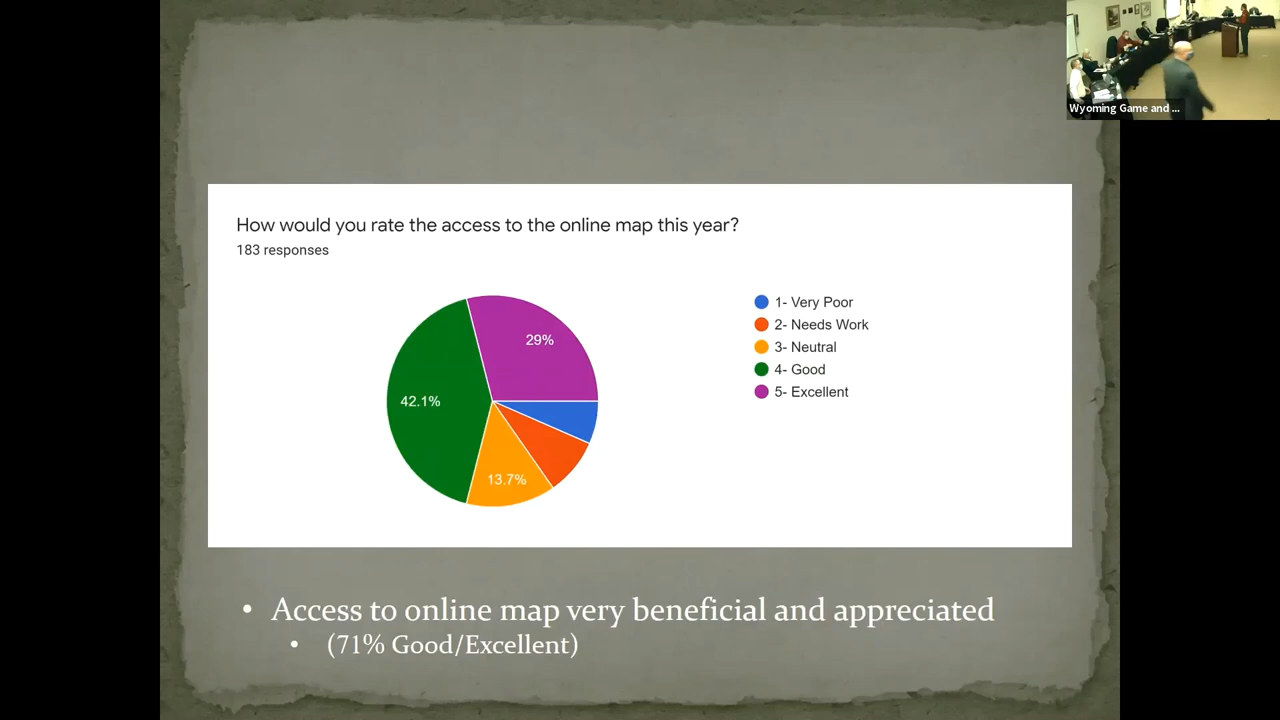 Wyoming Game and ...
How would you rate the access to the online map this year?
183 responses
29%
42.1%
13.7%
1- Very Poor
2- Needs Work
3- Neutral
4- Good
5- Excellent
• Access to online map very beneficial and appreciated
• (71% Good/Excellent)